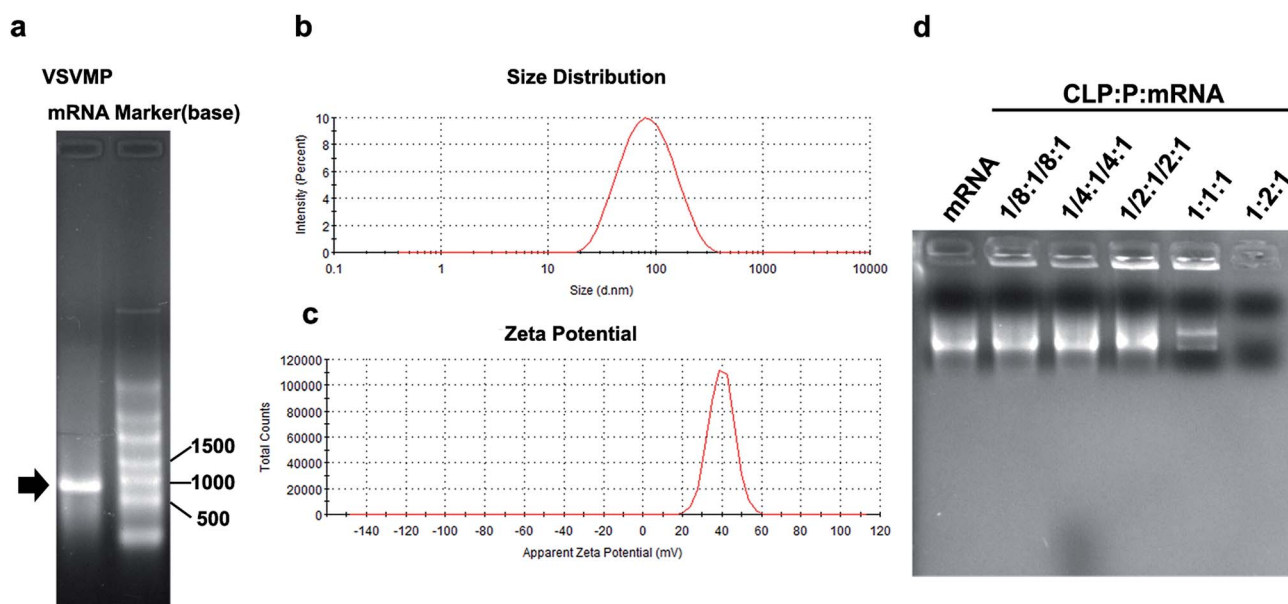 a
VSVMP
mRNA Marker(base)
1500
1000
500
b
Size Distribution
Intensity (Percent)
10
8
6
4
2
0
0.1 1 10 100 1000 10000
Size (d.nm)
c
Zeta Potential
Total Counts
120000
100000
80000
60000
40000
20000
0
-140 -120 -100 -80 -60 -40 -20 0 20 40 60 80 100 120
Apparent Zeta Potential (mV)
d
CLP:P:mRNA
mRNA 1/8:1/8:1 1/4:1/4:1 1/2:1/2:1 1:1:1 1:2:1